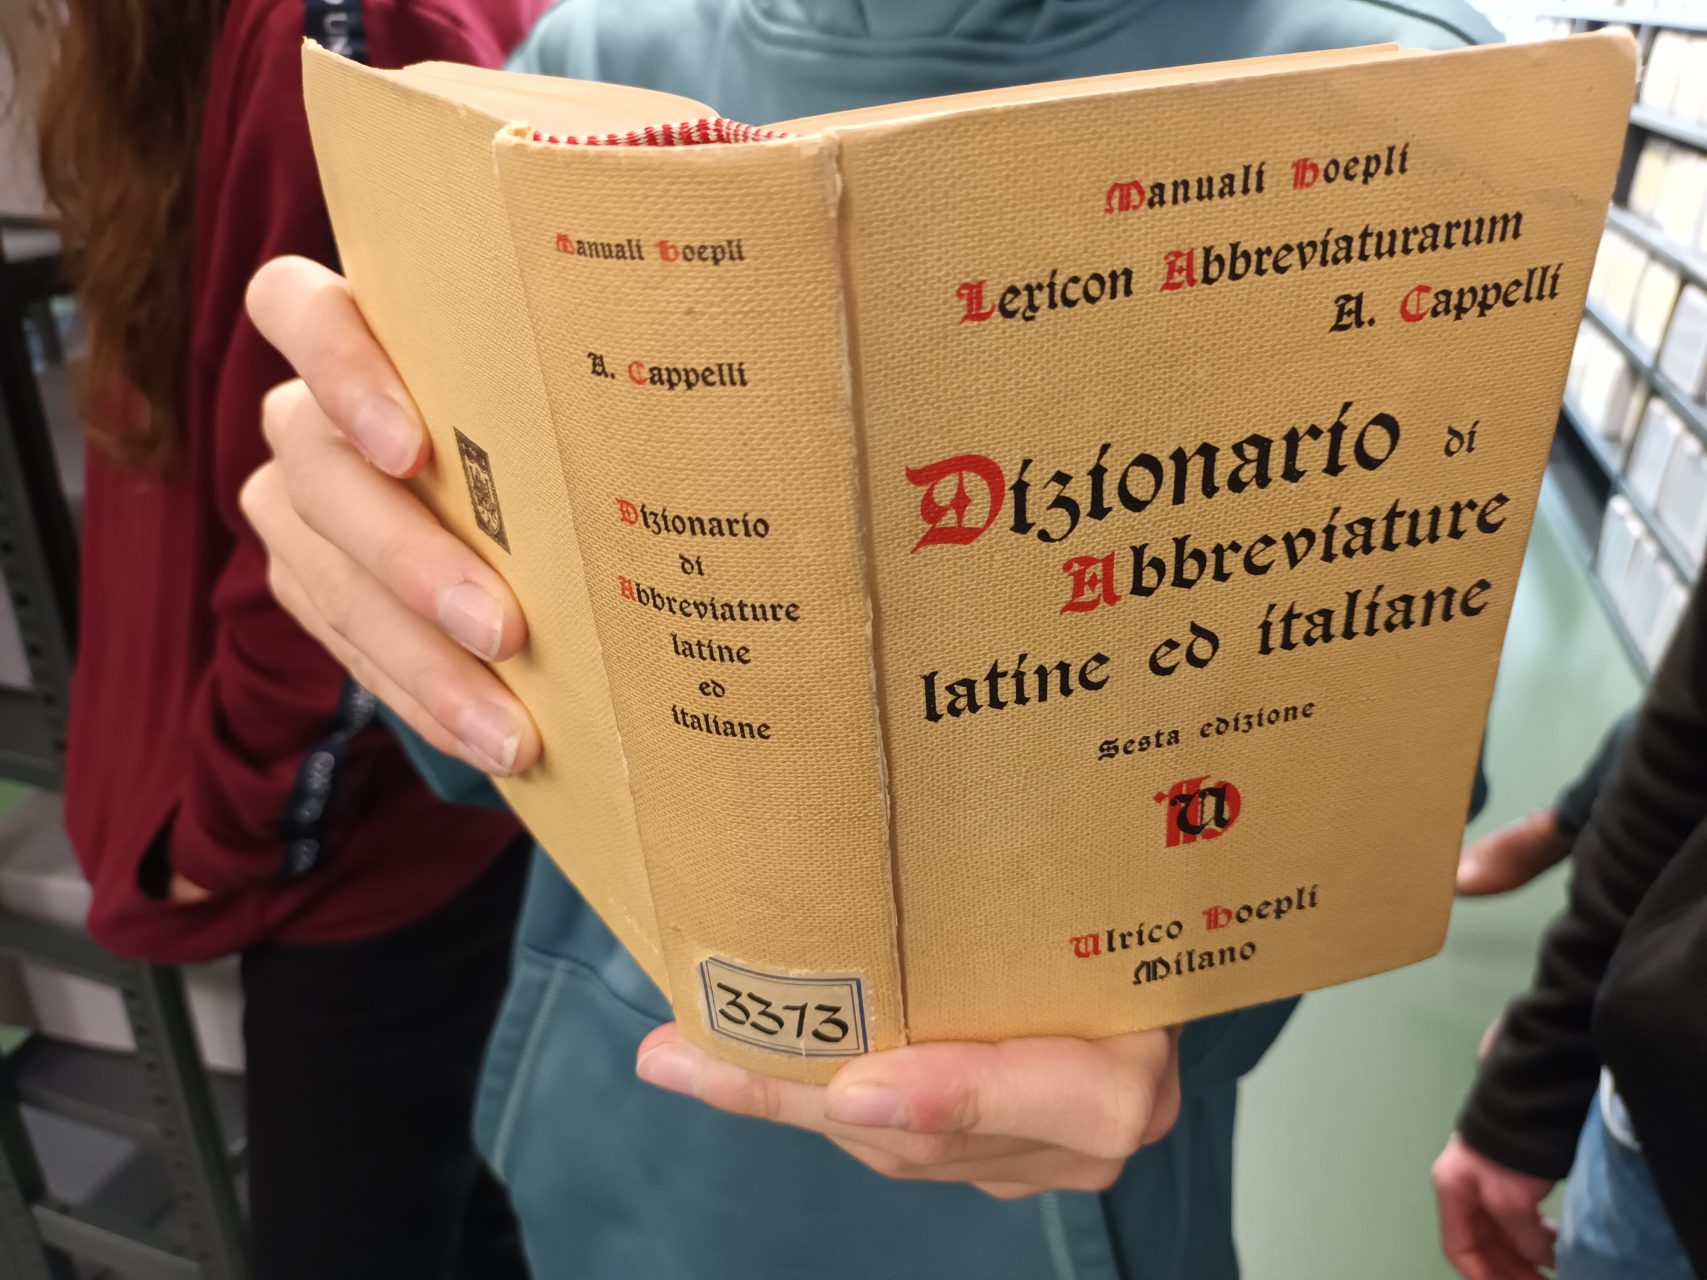 Manuali Hoepli
A. Cappelli
Dizionario
di
Abbreviature
latine
ed
italiane
3373
Manuali Hoepli
Lexicon Abbreviaturarum
A. Cappelli
Dizionario di
Abbreviature
latine ed italiane
Sesta edizione
Ulrico Hoepli
Milano